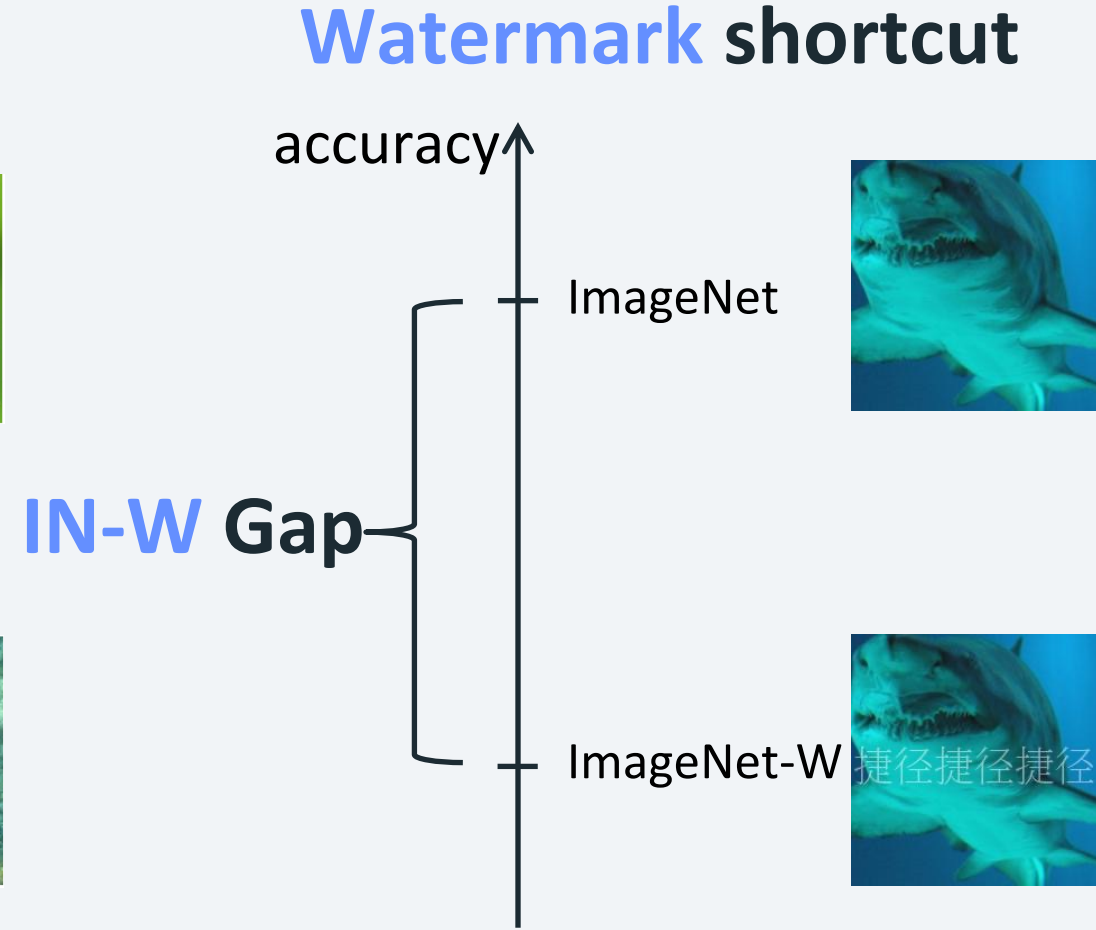 Watermark shortcut
accuracy
ImageNet
IN-W Gap
ImageNet-W
捷径捷径捷径